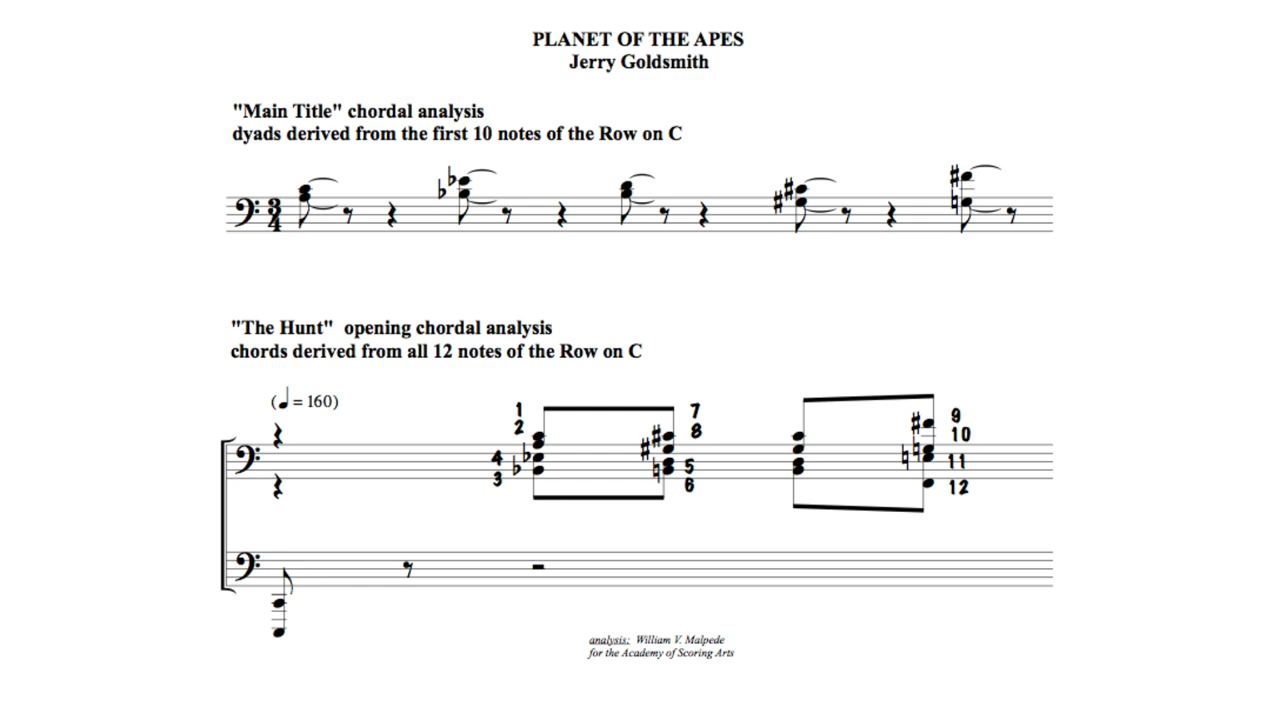 PLANET OF THE APES
Jerry Goldsmith
"Main Title" chordal analysis
dyads derived from the first 10 notes of the Row on C
3
4
"The Hunt" opening chordal analysis
chords derived from all 12 notes of the Row on C
(♩ = 160)
1 7 9
2 8 10
4 5 11
3 6 12
analysis: William V. Malpede
for the Academy of Scoring Arts